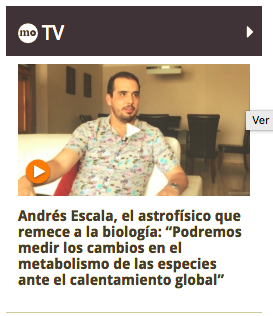 mo TV
Ver
Andrés Escala, el astrofísico que
remece a la biología: “Podremos
medir los cambios en el
metabolismo de las especies
ante el calentamiento global”